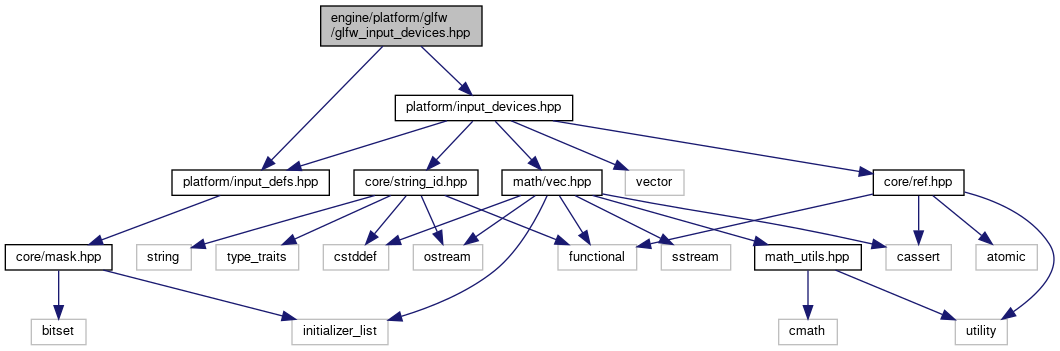 engine/platform/glfw
/glfw_input_devices.hpp
platform/input_devices.hpp
platform/input_defs.hpp
core/string_id.hpp
math/vec.hpp
vector
core/ref.hpp
core/mask.hpp
string
type_traits
cstddef
ostream
functional
sstream
math_utils.hpp
cassert
atomic
bitset
initializer_list
cmath
utility